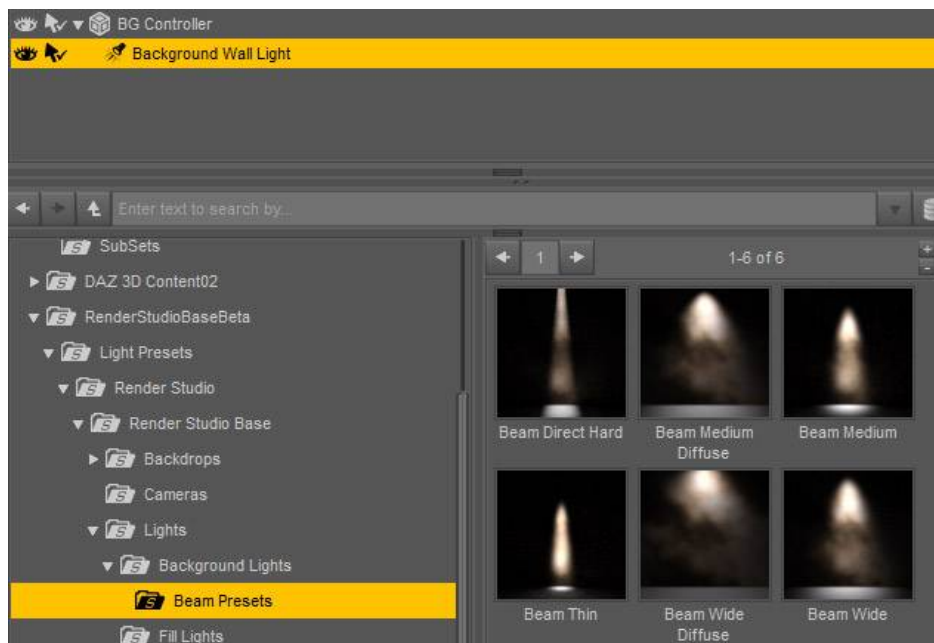 BG Controller
Background Wall Light
Enter text to search by...
SubSets
DAZ 3D Content02
RenderStudioBaseBeta
Light Presets
Render Studio
Render Studio Base
Backdrops
Cameras
Lights
Background Lights
Beam Presets
Fill Lights
1
1-6 of 6
Beam Direct Hard
Beam Medium
Diffuse
Beam Medium
Beam Thin
Beam Wide
Diffuse
Beam Wide